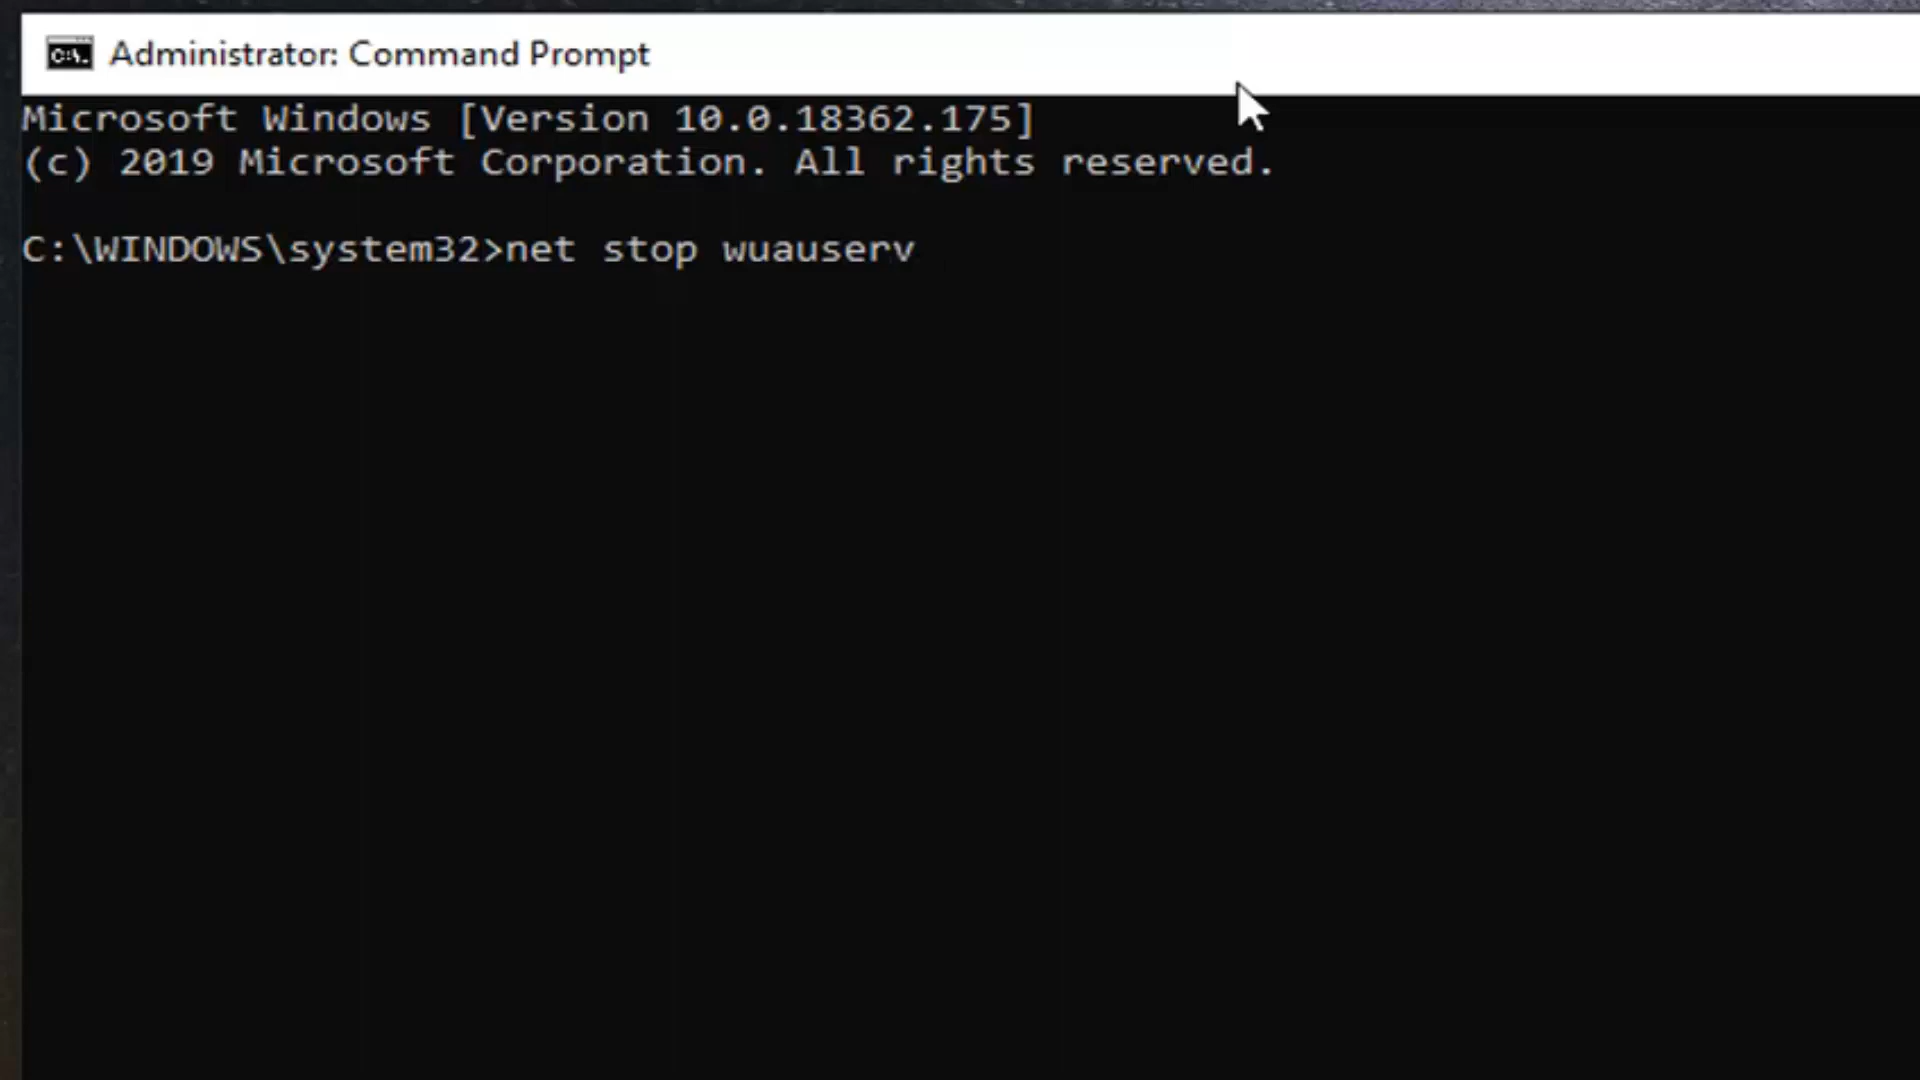 Administrator: Command Prompt
Microsoft Windows [Version 10.0.18362.175]
(c) 2019 Microsoft Corporation. All rights reserved.
C:\WINDOWS\system32>net stop wuauserv